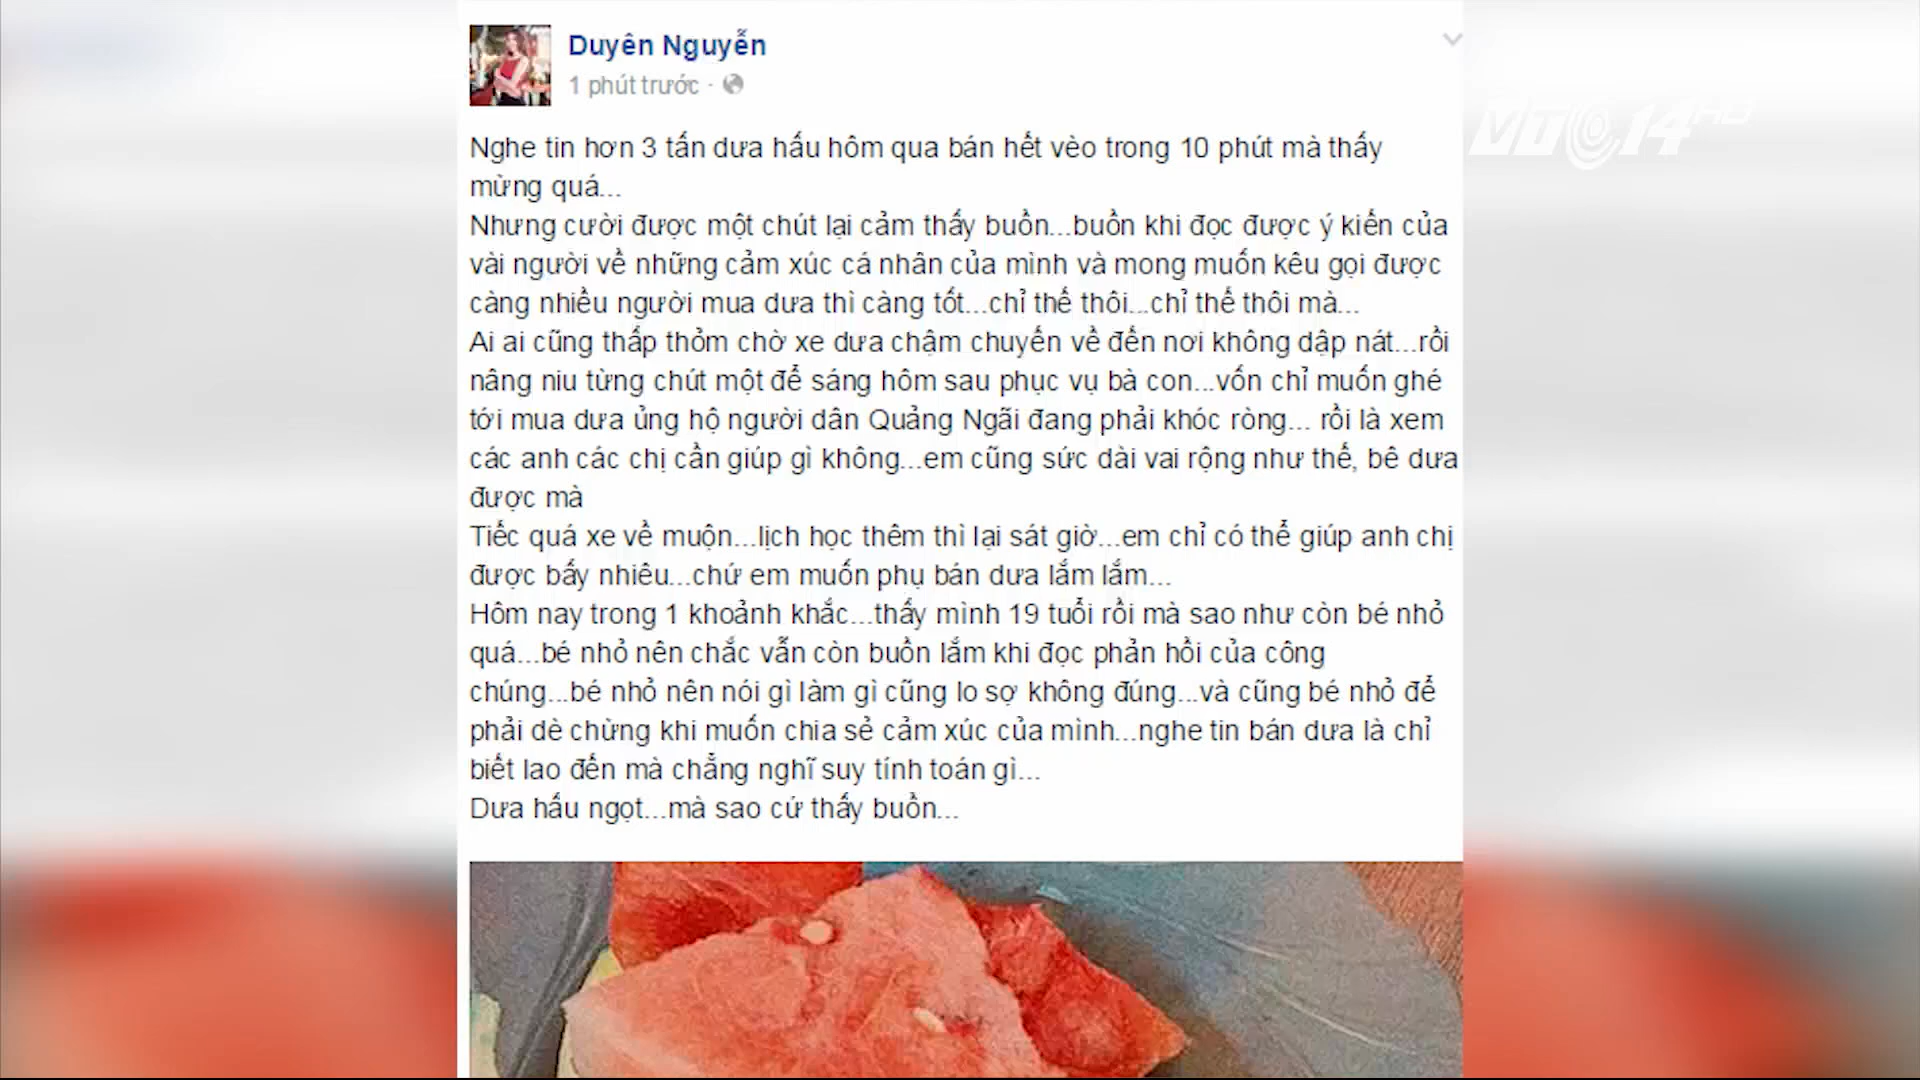 Duyên Nguyễn
1 phút trước ·
VTC14 HD
Nghe tin hơn 3 tấn dưa hấu hôm qua bán hết vèo trong 10 phút mà thấy
mừng quá...
Nhưng cười được một chút lại cảm thấy buồn...buồn khi đọc được ý kiến của
vài người về những cảm xúc cá nhân của mình và mong muốn kêu gọi được
càng nhiều người mua dưa thì càng tốt...chỉ thế thôi...chỉ thế thôi mà...
Ai ai cũng thấp thỏm chờ xe dưa chậm chuyến về đến nơi không dập nát...rồi
nâng niu từng chút một để sáng hôm sau phục vụ bà con...vốn chỉ muốn ghé
tới mua dưa ủng hộ người dân Quảng Ngãi đang phải khóc ròng... rồi là xem
các anh các chị cần giúp gì không...em cũng sức dài vai rộng như thế, bê dưa
được mà
Tiếc quá xe về muộn...lịch học thêm thì lại sát giờ...em chỉ có thể giúp anh chị
được bấy nhiêu...chứ em muốn phụ bán dưa lắm lắm...
Hôm nay trong 1 khoảnh khắc...thấy mình 19 tuổi rồi mà sao như còn bé nhỏ
quá...bé nhỏ nên chắc vẫn còn buồn lắm khi đọc phản hồi của công
chúng...bé nhỏ nên nói gì làm gì cũng lo sợ không đúng...và cũng bé nhỏ để
phải dè chừng khi muốn chia sẻ cảm xúc của mình...nghe tin bán dưa là chỉ
biết lao đến mà chẳng nghĩ suy tính toán gì...
Dưa hấu ngọt...mà sao cứ thấy buồn...